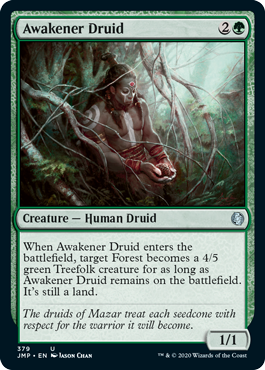 Awakener Druid 2
Creature — Human Druid
When Awakener Druid enters the
battlefield, target Forest becomes a 4/5
green Treefolk creature for as long as
Awakener Druid remains on the battlefield.
It's still a land.
The druids of Mazar treat each seedcone with
respect for the warrior it will become.
1/1
379 U
JMP • EN Jason Chan ™ & © 2020 Wizards of the Coast